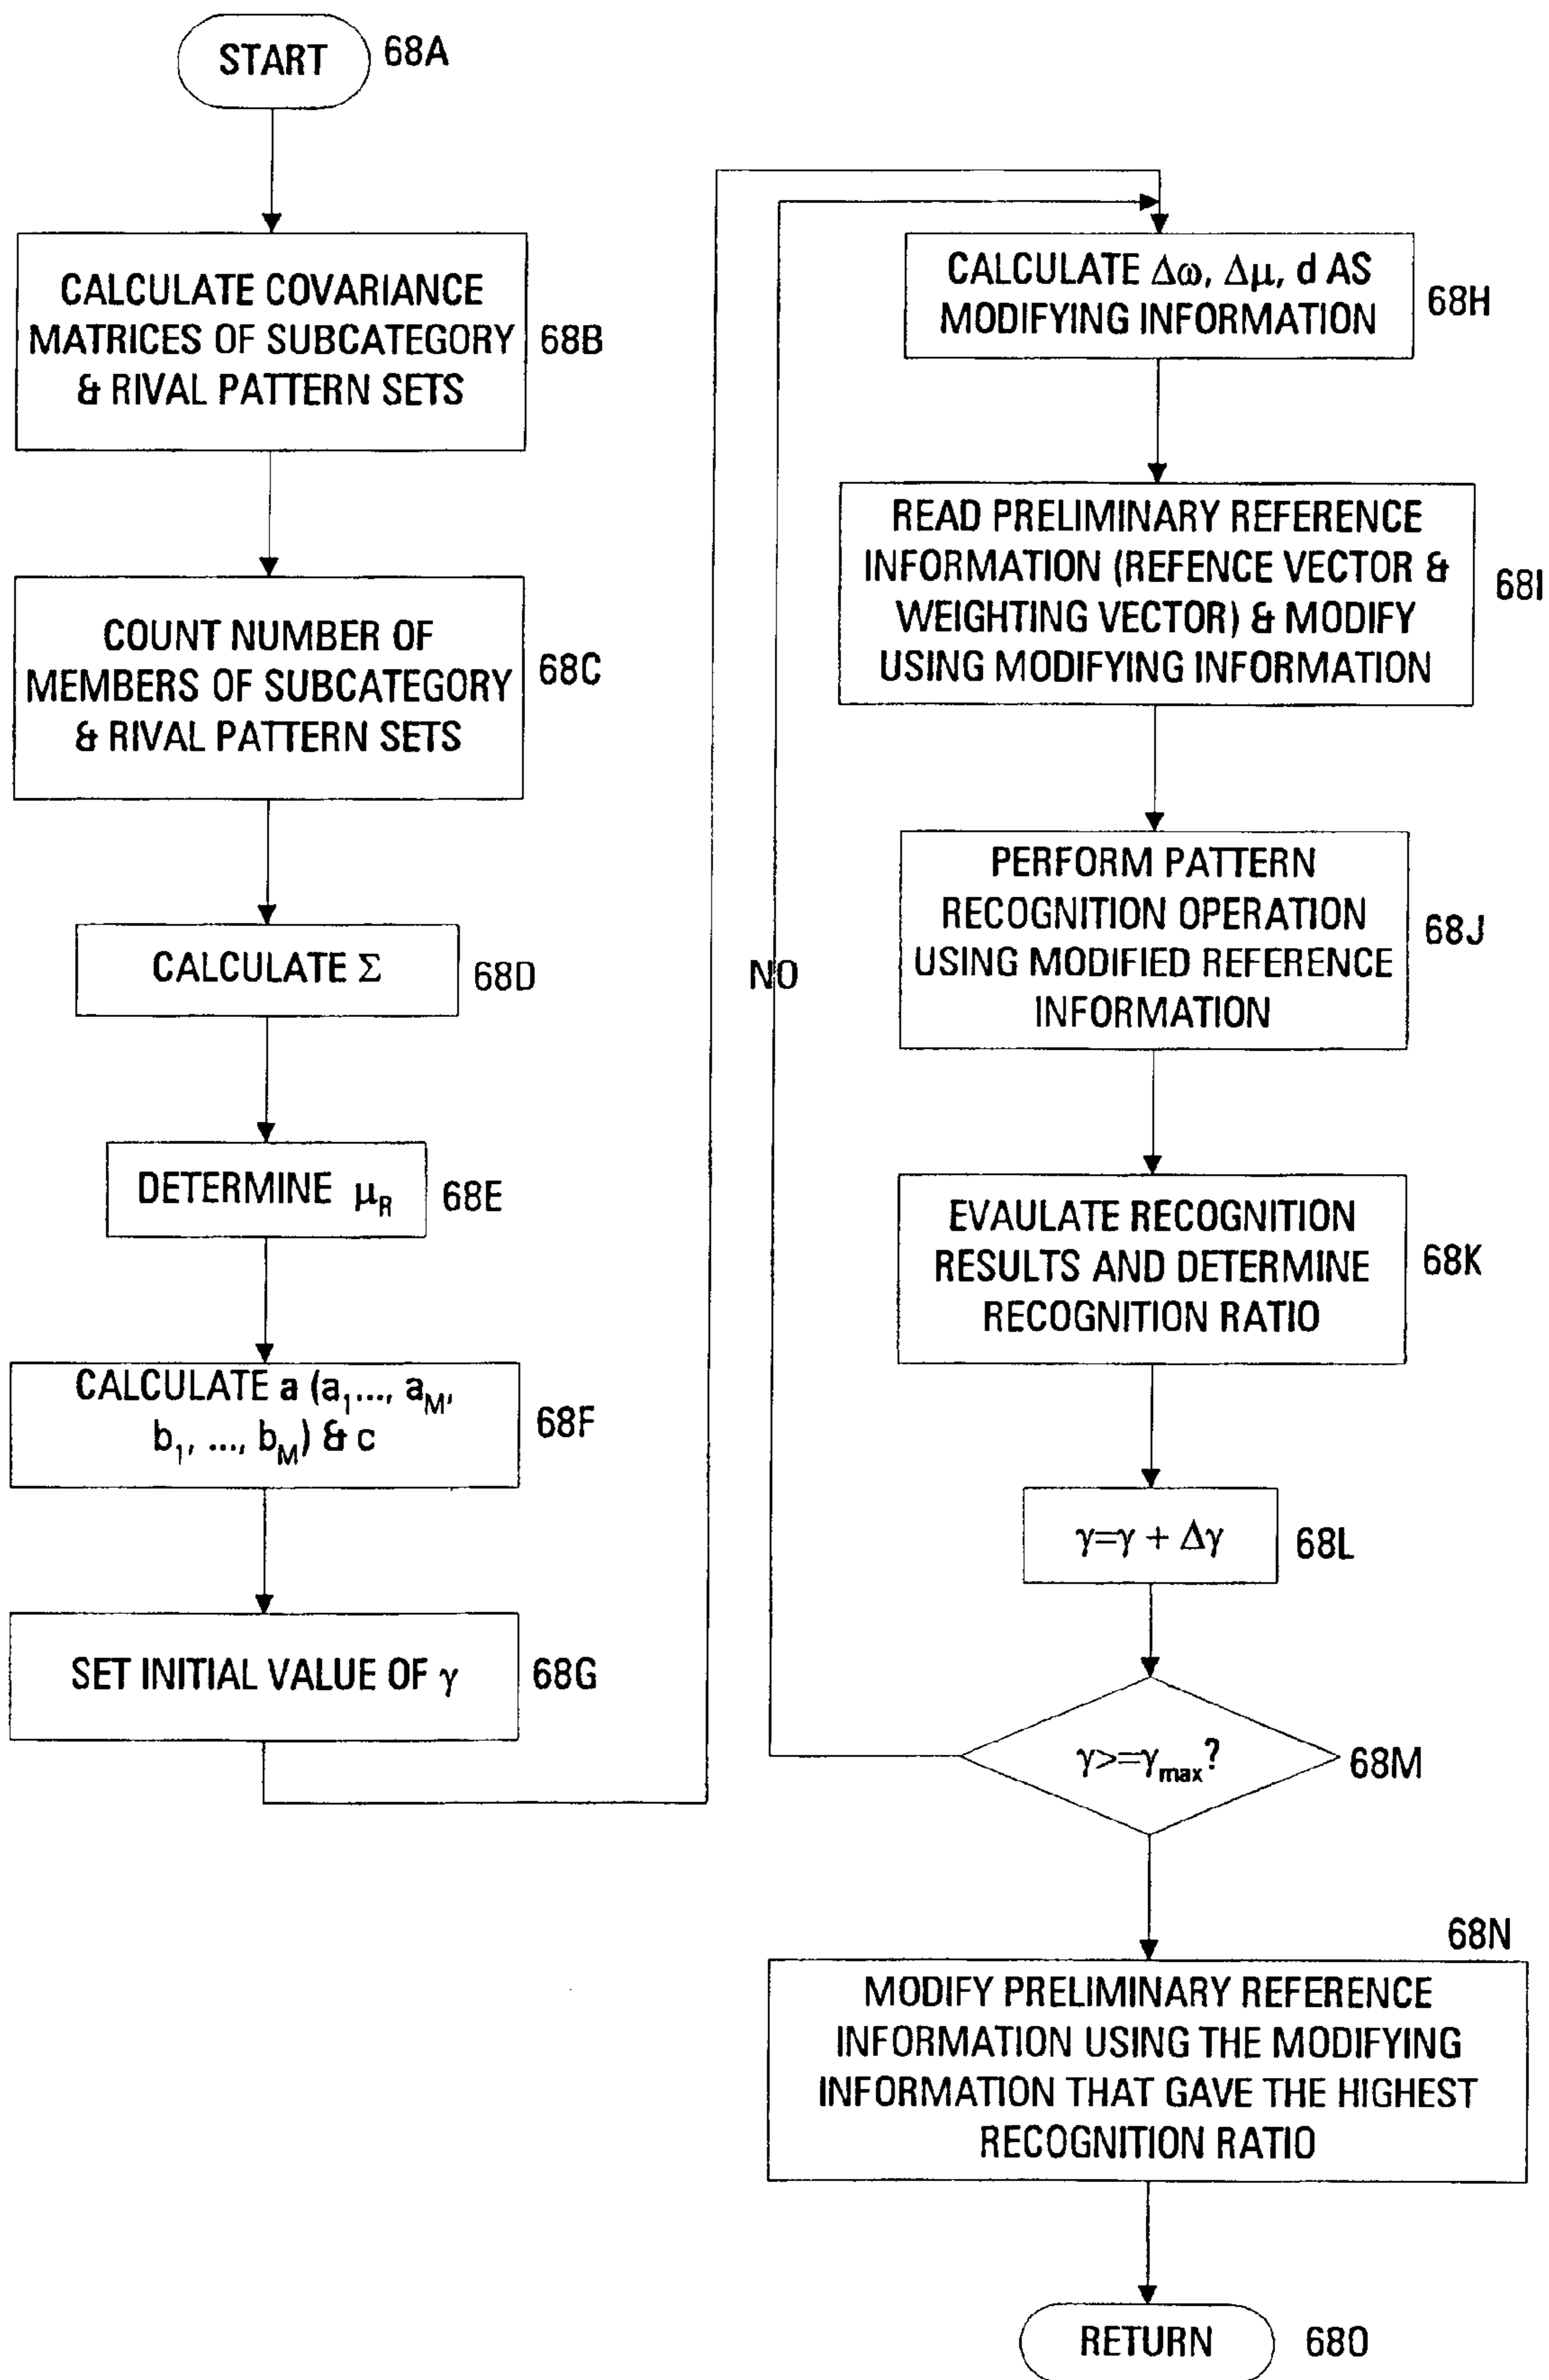 START
68A
CALCULATE COVARIANCE
MATRICES OF SUBCATEGORY
& RIVAL PATTERN SETS
68B
COUNT NUMBER OF
MEMBERS OF SUBCATEGORY
& RIVAL PATTERN SETS
68C
CALCULATE Σ
68D
DETERMINE μR
68E
CALCULATE a (a1..., aM,
b1, ..., bM) & c
68F
SET INITIAL VALUE OF γ
68G
NO
CALCULATE Δω, Δμ, d AS
MODIFYING INFORMATION
68H
READ PRELIMINARY REFERENCE
INFORMATION (REFENCE VECTOR &
WEIGHTING VECTOR) & MODIFY
USING MODIFYING INFORMATION
68I
PERFORM PATTERN
RECOGNITION OPERATION
USING MODIFIED REFERENCE
INFORMATION
68J
EVAULATE RECOGNITION
RESULTS AND DETERMINE
RECOGNITION RATIO
68K
γ=γ + Δγ
68L
γ>=γmax?
68M
68N
MODIFY PRELIMINARY REFERENCE
INFORMATION USING THE MODIFYING
INFORMATION THAT GAVE THE HIGHEST
RECOGNITION RATIO
RETURN
68O